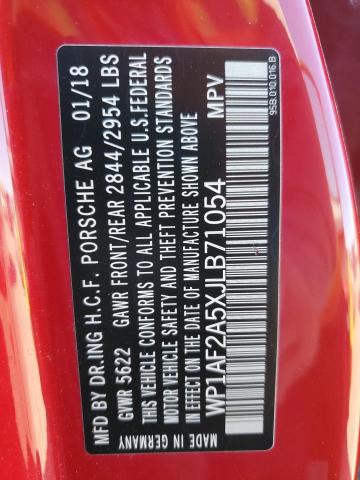 MFD BY DR.ING H.C.F. PORSCHE AG 01/18
GVWR 5622 GAWR FRONT/REAR 2844/2954 LBS
THIS VEHICLE CONFORMS TO ALL APPLICABLE U.S.FEDERAL
MOTOR VEHICLE SAFETY AND THEFT PREVENTION STANDARDS
IN EFFECT ON THE DATE OF MANUFACTURE SHOWN ABOVE
WP1AF2A5XJLB71054 MPV
MADE IN GERMANY 95B.010.016.B